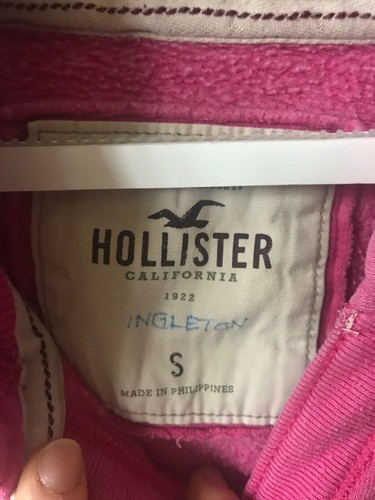 HOLLISTER
CALIFORNIA
1922
INGLETON
S
MADE IN PHILIPPINES